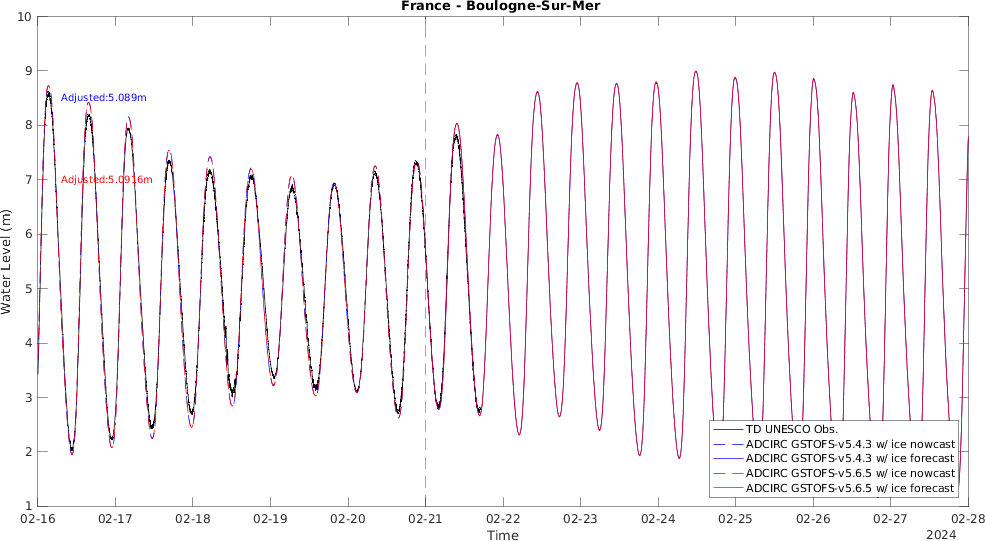 France - Boulogne-Sur-Mer
10
9
8
7
6
5
4
3
2
1
Water Level (m)
Adjusted:5.089m
Adjusted:5.0916m
TD UNESCO Obs.
ADCIRC GSTOFS-v5.4.3 w/ ice nowcast
ADCIRC GSTOFS-v5.4.3 w/ ice forecast
ADCIRC GSTOFS-v5.6.5 w/ ice nowcast
ADCIRC GSTOFS-v5.6.5 w/ ice forecast
02-16 02-17 02-18 02-19 02-20 02-21 02-22 02-23 02-24 02-25 02-26 02-27 02-28
Time
2024